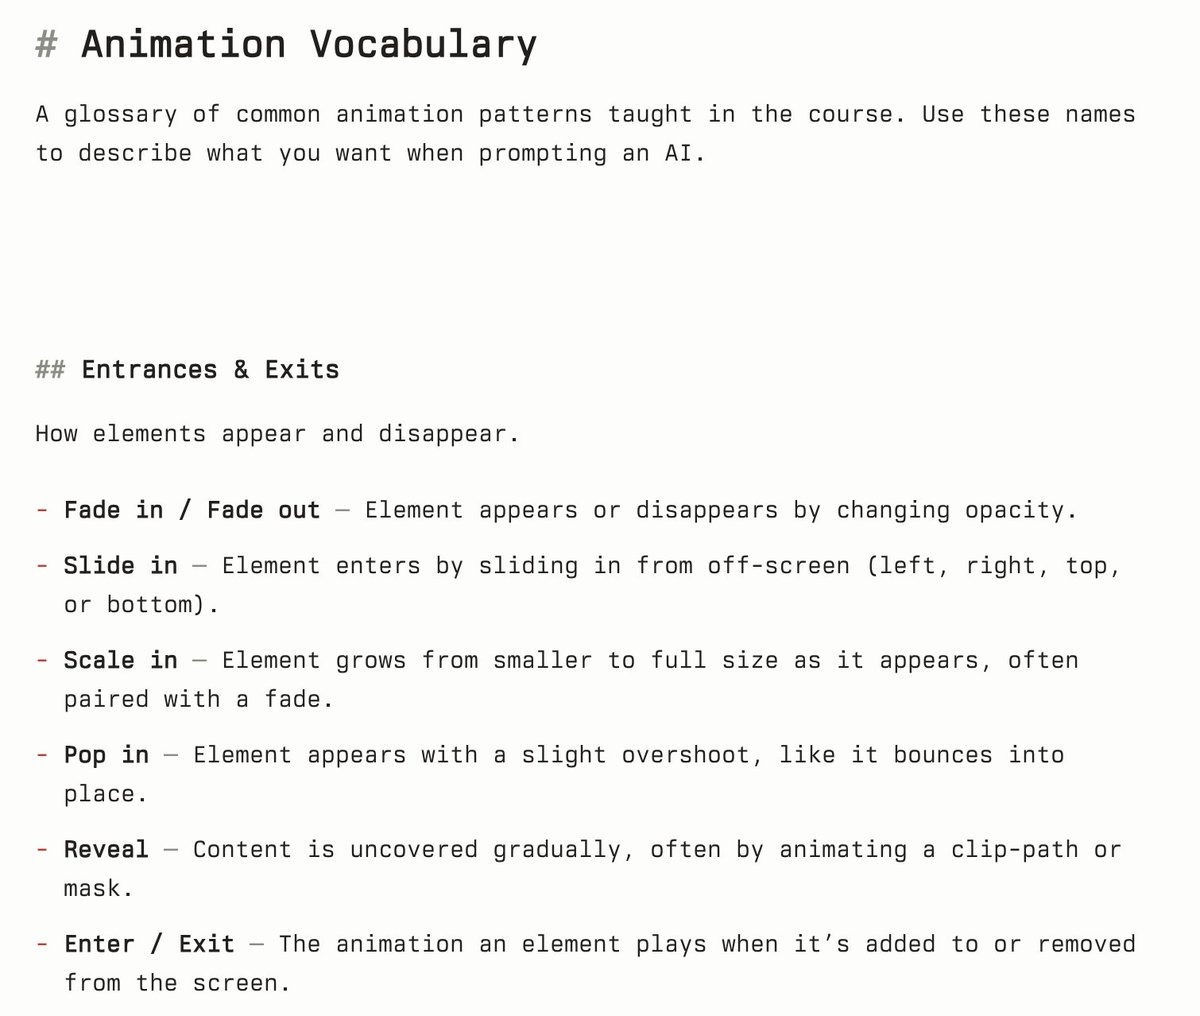 # Animation Vocabulary
A glossary of common animation patterns taught in the course. Use these names
to describe what you want when prompting an AI.
## Entrances & Exits
How elements appear and disappear.
- Fade in / Fade out — Element appears or disappears by changing opacity.
- Slide in — Element enters by sliding in from off-screen (left, right, top,
or bottom).
- Scale in — Element grows from smaller to full size as it appears, often
paired with a fade.
- Pop in — Element appears with a slight overshoot, like it bounces into
place.
- Reveal — Content is uncovered gradually, often by animating a clip-path or
mask.
- Enter / Exit — The animation an element plays when it’s added to or removed
from the screen.